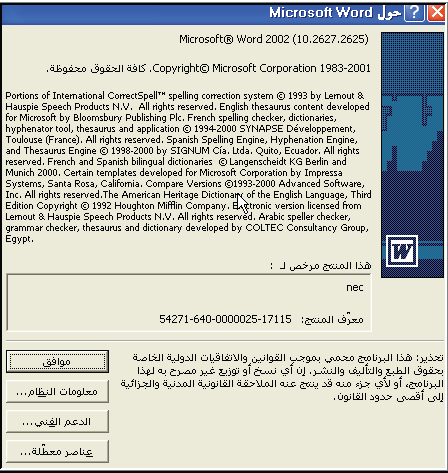 حول Microsoft Word
Microsoft® Word 2002 (10.2627.2625)
Copyright© Microsoft Corporation 1983-2001. كافة الحقوق محفوظة.
Portions of International CorrectSpell™ spelling correction system © 1993 by Lernout &
Hauspie Speech Products N.V.  All rights reserved. English thesaurus content developed
for Microsoft by Bloomsbury Publishing Plc. French spelling checker, dictionaries,
hyphenator tool, thesaurus and application © 1994-2000 SYNAPSE Développement,
Toulouse (France). All rights reserved. Spanish Spelling Engine, Hyphenation Engine,
and Thesaurus Engine © 1998-2000 by SIGNUM Cía. Ltda. Quito, Ecuador. All rights
reserved. French and Spanish bilingual dictionaries  © Langenscheidt KG Berlin and
Munich 2000. Certain templates developed for Microsoft Corporation by Impressa
Systems, Santa Rosa, California. Compare Versions ©1993-2000 Advanced Software,
Inc. All rights reserved.The American Heritage Dictionary of the English Language, Third
Edition Copyright © 1992 Houghton Mifflin Company. Electronic version licensed from
Lernout & Hauspie Speech Products N.V. All rights reserved. Arabic speller checker,
grammar checker, thesaurus and dictionary developed by COLTEC Consultancy Group,
Egypt.
W
هذا المنتج مرخص لـ :
nec
معرّف المنتج: 54271-640-0000025-17115
تحذير: هذا البرنامج محمي بموجب القوانين والاتفاقيات الدولية الخاصة
بحقوق الطبع والتأليف والنشر. إن أي نسخ أو توزيع غير مصرح به لهذا
البرنامج، أو لأي جزء منه قد ينتج عنه الملاحقة القانونية المدنية والجزائية
إلى أقصى حدود القانون.
موافق
معلومات النظام...
الدعم الفني...
عناصر معطّلة...